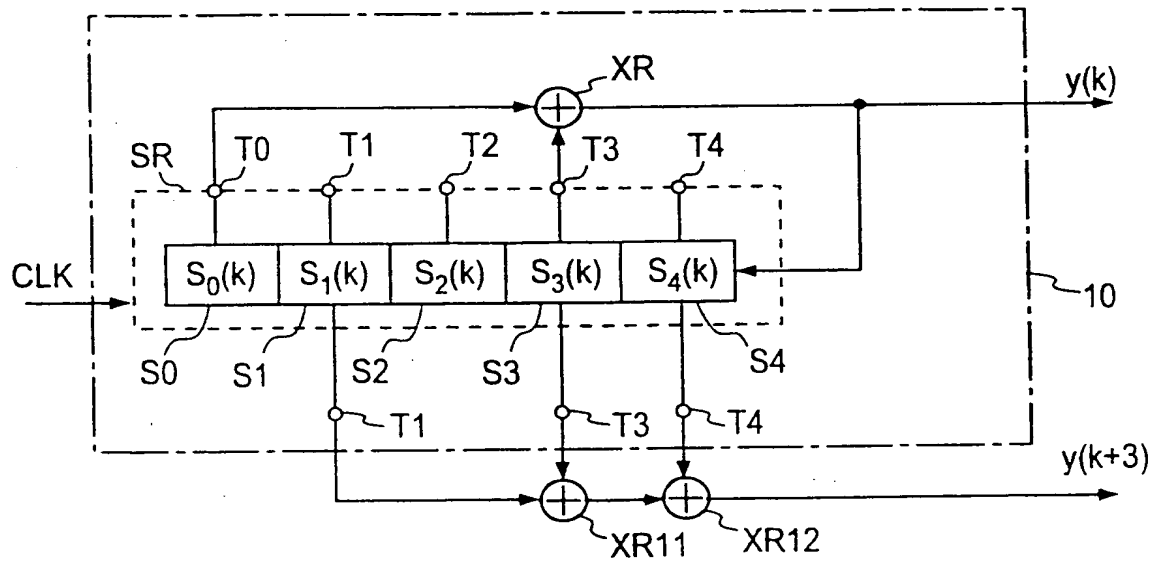 XR
y(k)
SR
T0
T1
T2
T3
T4
CLK
S₀(k)
S₁(k)
S₂(k)
S₃(k)
S₄(k)
10
S0
S1
S2
S3
S4
T1
T3
T4
y(k+3)
XR11
XR12